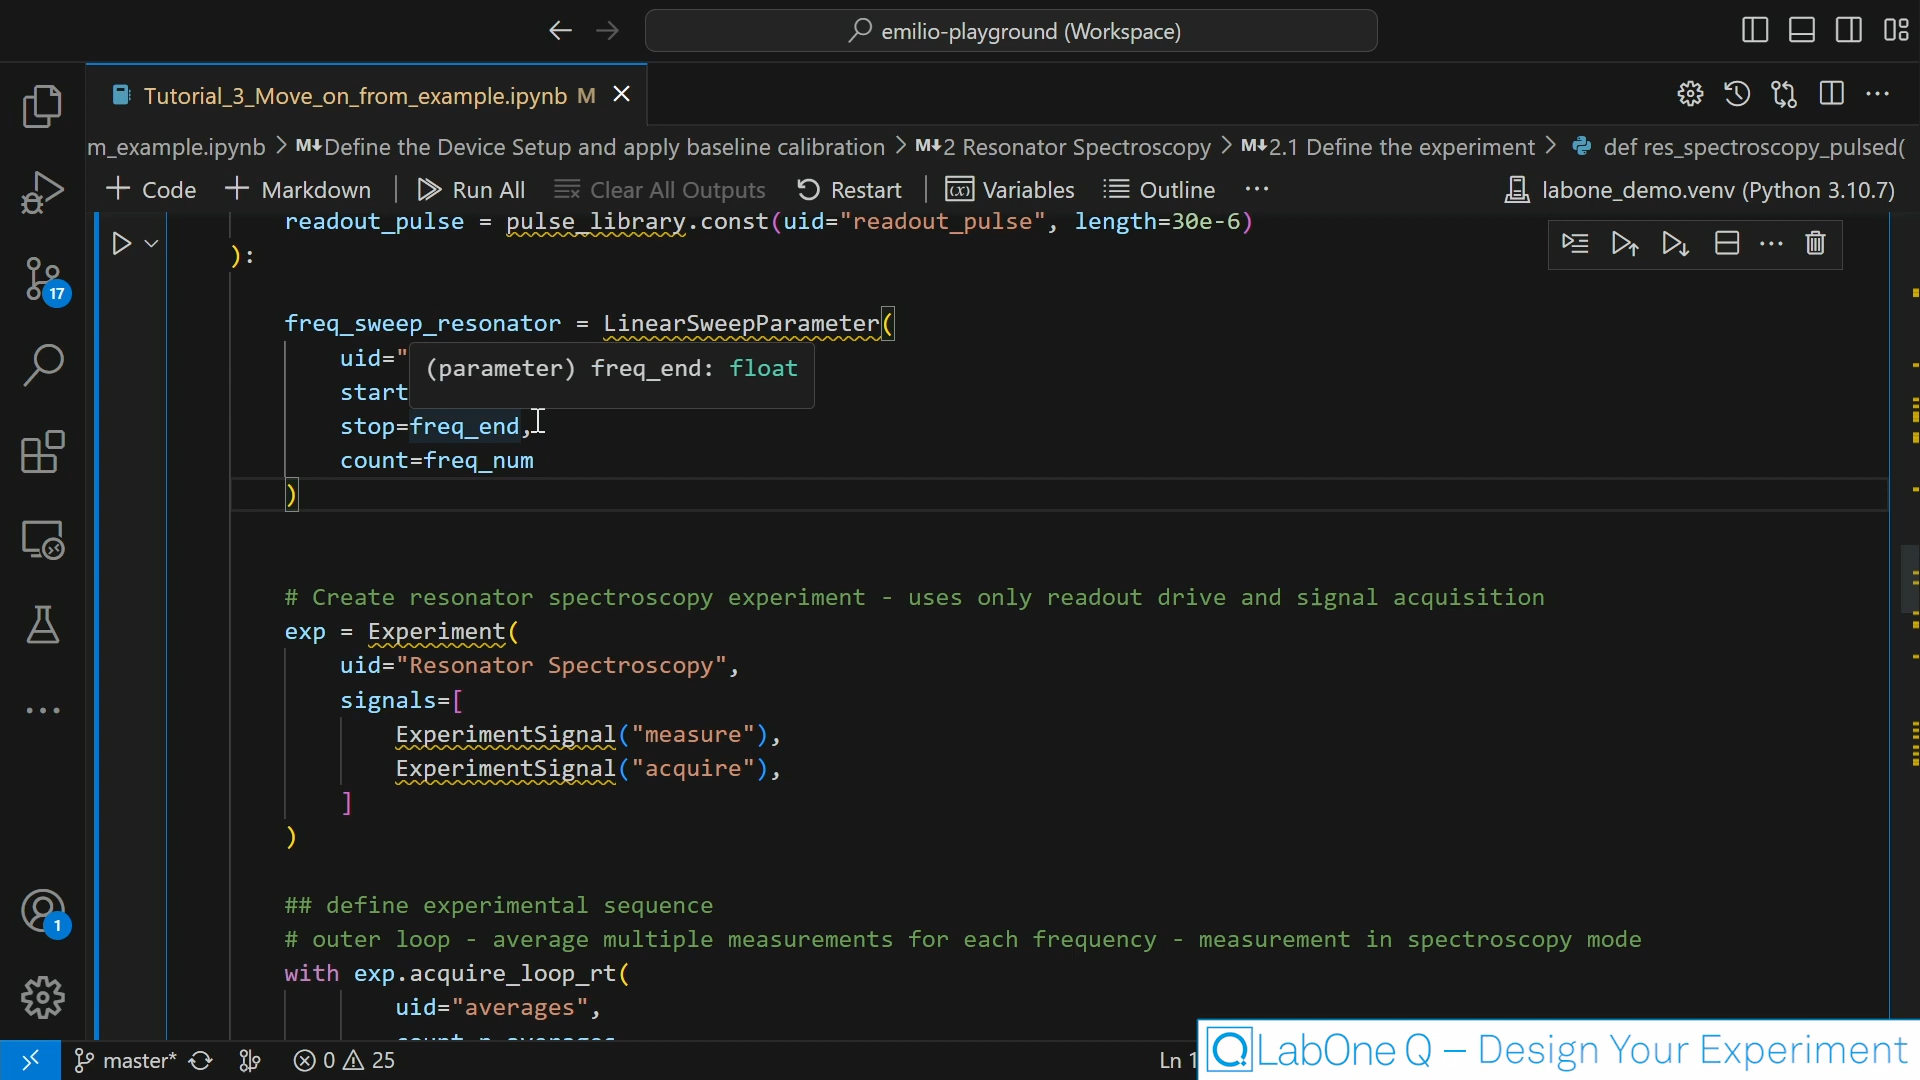 emilio-playground (Workspace)
Tutorial_3_Move_on_from_example.ipynb M
m_example.ipynb > M↓Define the Device Setup and apply baseline calibration > M↓2 Resonator Spectroscopy > M↓2.1 Define the experiment > def res_spectroscopy_pulsed(
+ Code + Markdown | Run All Clear All Outputs Restart | (x) Variables Outline ... labone_demo.venv (Python 3.10.7)
readout_pulse = pulse_library.const(uid="readout_pulse", length=30e-6)
):
freq_sweep_resonator = LinearSweepParameter(
uid="
(parameter) freq_end: float
start
stop=freq_end,
count=freq_num
)
# Create resonator spectroscopy experiment - uses only readout drive and signal acquisition
exp = Experiment(
uid="Resonator Spectroscopy",
signals=[
ExperimentSignal("measure"),
ExperimentSignal("acquire"),
]
)
## define experimental sequence
# outer loop - average multiple measurements for each frequency - measurement in spectroscopy mode
with exp.acquire_loop_rt(
uid="averages",
17
1
master* 0 25
Ln 1
LabOne Q – Design Your Experiment